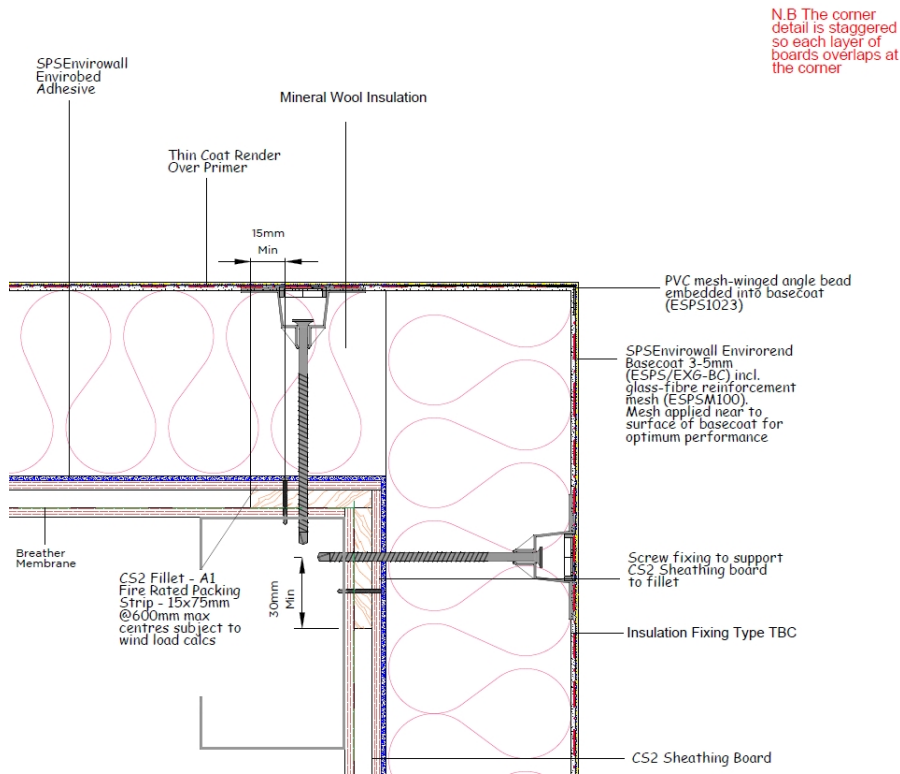 N.B The corner
detail is staggered
so each layer of
boards overlaps at
the corner
SPSEnvirowall
Envirobed
Adhesive
Mineral Wool Insulation
Thin Coat Render
Over Primer
15mm
Min
PVC mesh-winged angle bead
embedded into basecoat
(ESPS1023)
SPSEnvirowall Envirorend
Basecoat 3-5mm
(ESPS/EXG-BC) incl.
glass-fibre reinforcement
mesh (ESPSM100).
Mesh applied near to
surface of basecoat for
optimum performance
Breather
Membrane
CS2 Fillet - A1
Fire Rated Packing
Strip - 15x75mm
@600mm max
centres subject to
wind load calcs
30mm
Min
Screw fixing to support
CS2 Sheathing board
to fillet
Insulation Fixing Type TBC
CS2 Sheathing Board